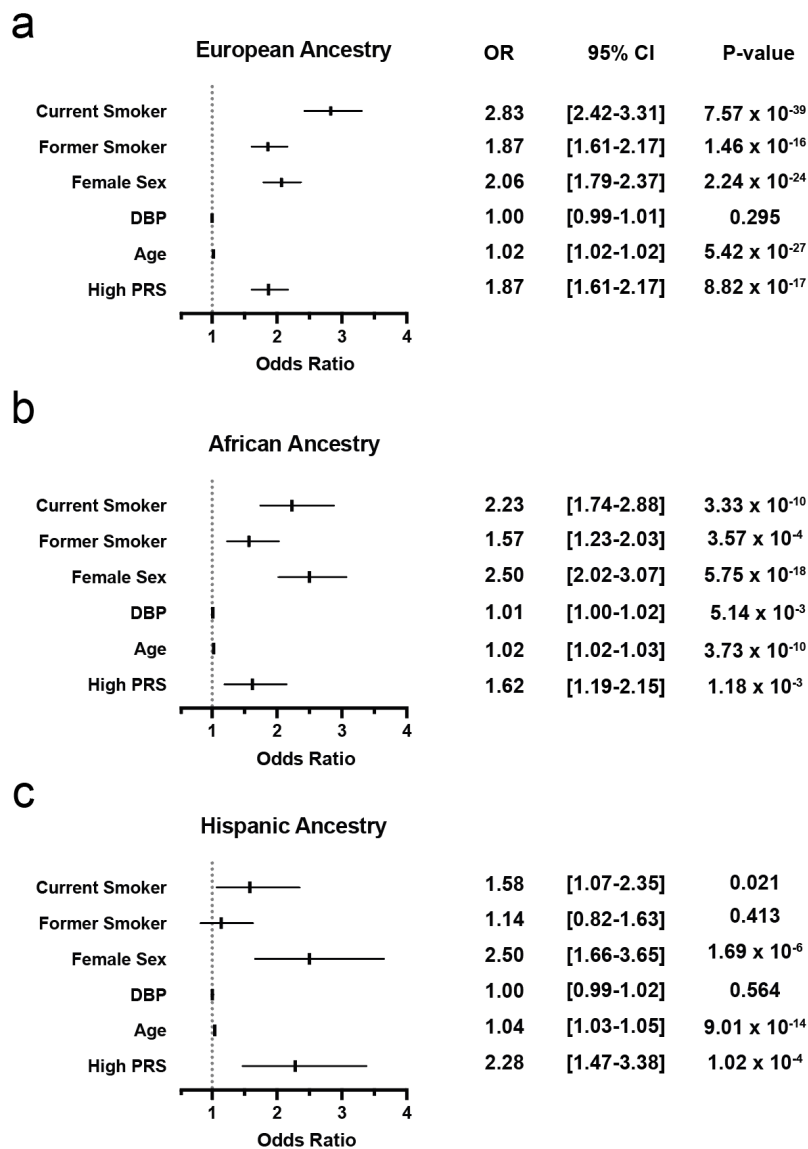 a
European Ancestry OR 95% CI P-value
Current Smoker 2.83 [2.42-3.31] 7.57 x 10⁻³⁹
Former Smoker 1.87 [1.61-2.17] 1.46 x 10⁻¹⁶
Female Sex 2.06 [1.79-2.37] 2.24 x 10⁻²⁴
DBP 1.00 [0.99-1.01] 0.295
Age 1.02 [1.02-1.02] 5.42 x 10⁻²⁷
High PRS 1.87 [1.61-2.17] 8.82 x 10⁻¹⁷
1 2 3 4
Odds Ratio
b
African Ancestry
Current Smoker 2.23 [1.74-2.88] 3.33 x 10⁻¹⁰
Former Smoker 1.57 [1.23-2.03] 3.57 x 10⁻⁴
Female Sex 2.50 [2.02-3.07] 5.75 x 10⁻¹⁸
DBP 1.01 [1.00-1.02] 5.14 x 10⁻³
Age 1.02 [1.02-1.03] 3.73 x 10⁻¹⁰
High PRS 1.62 [1.19-2.15] 1.18 x 10⁻³
1 2 3 4
Odds Ratio
c
Hispanic Ancestry
Current Smoker 1.58 [1.07-2.35] 0.021
Former Smoker 1.14 [0.82-1.63] 0.413
Female Sex 2.50 [1.66-3.65] 1.69 x 10⁻⁶
DBP 1.00 [0.99-1.02] 0.564
Age 1.04 [1.03-1.05] 9.01 x 10⁻¹⁴
High PRS 2.28 [1.47-3.38] 1.02 x 10⁻⁴
1 2 3 4
Odds Ratio